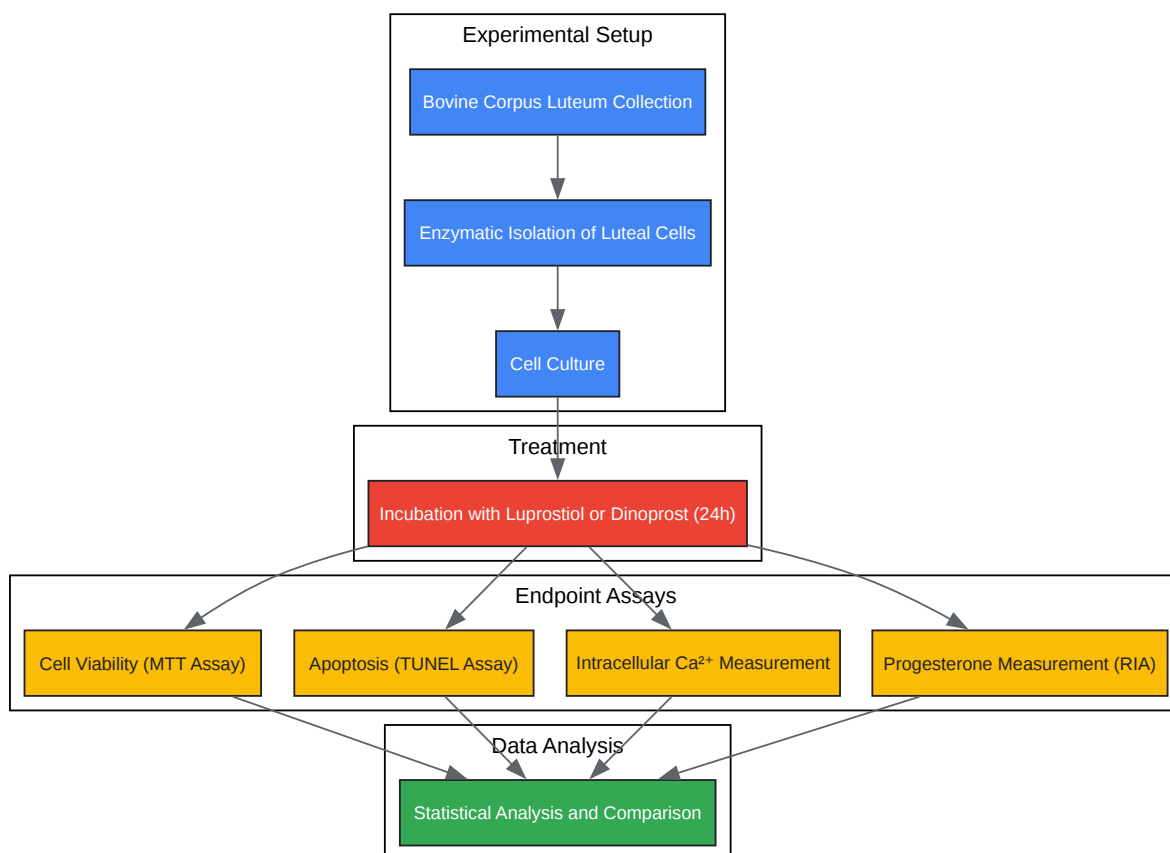 Experimental Setup
Bovine Corpus Luteum Collection
Enzymatic Isolation of Luteal Cells
Cell Culture
Treatment
Incubation with Luprostiol or Dinoprost (24h)
Endpoint Assays
Cell Viability (MTT Assay)
Apoptosis (TUNEL Assay)
Intracellular Ca²⁺ Measurement
Progesterone Measurement (RIA)
Data Analysis
Statistical Analysis and Comparison